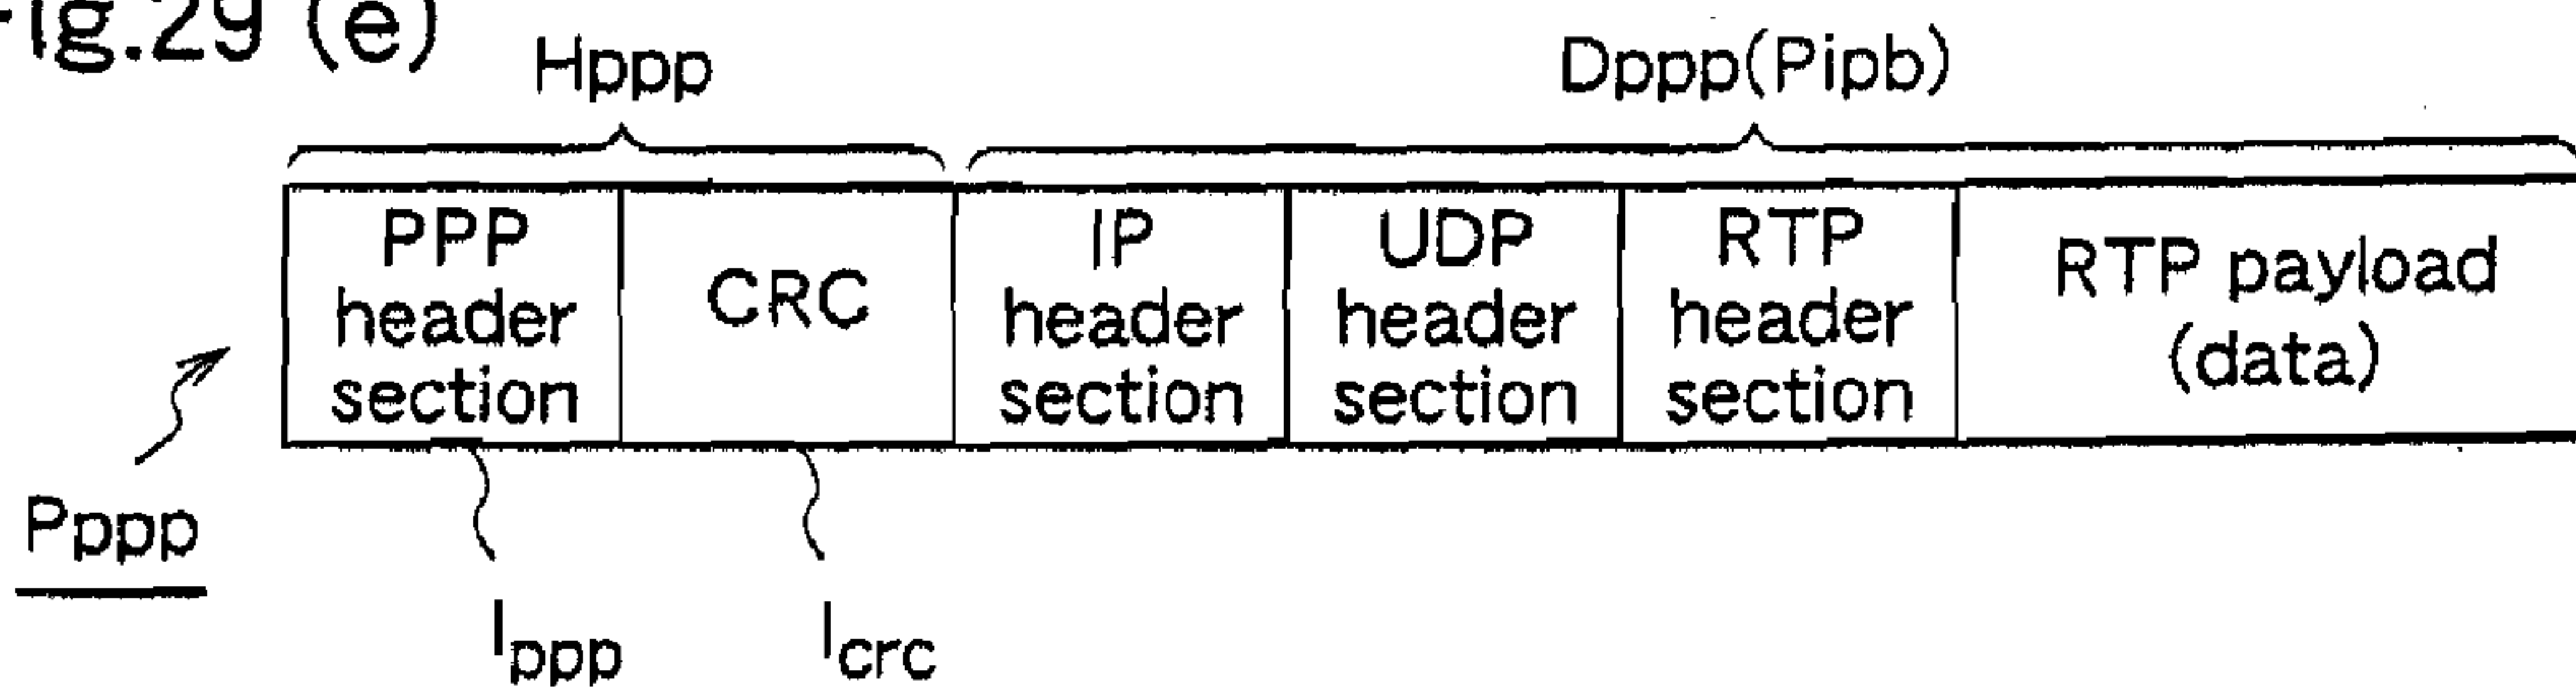 Fig.29 (e)
Hppp
Dppp(Pipb)
PPP header section
CRC
IP header section
UDP header section
RTP header section
RTP payload (data)
Pppp
Ippp
Icrc